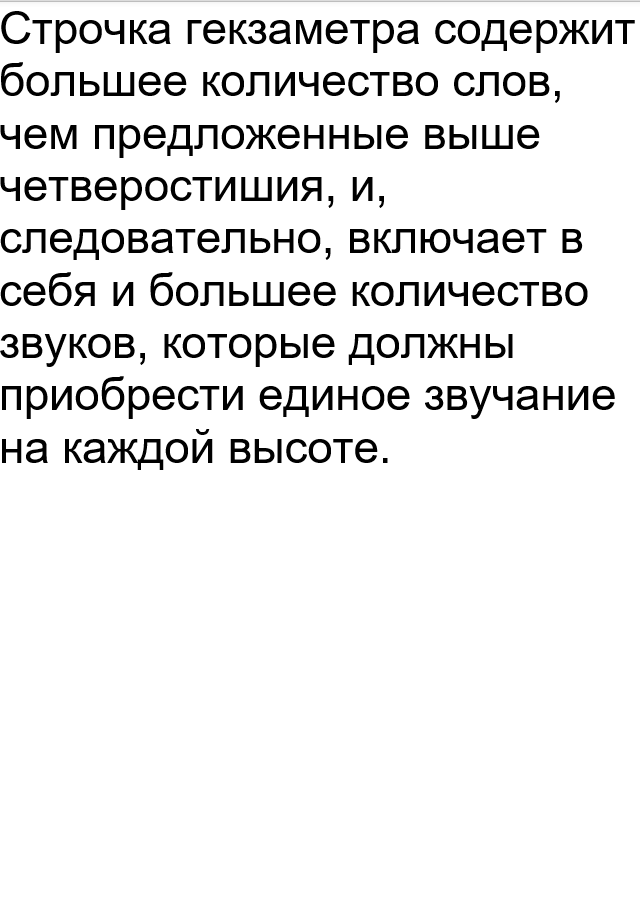 Строчка гекзаметра содержит
большее количество слов,
чем предложенные выше
четверостишия, и,
следовательно, включает в
себя и большее количество
звуков, которые должны
приобрести единое звучание
на каждой высоте.